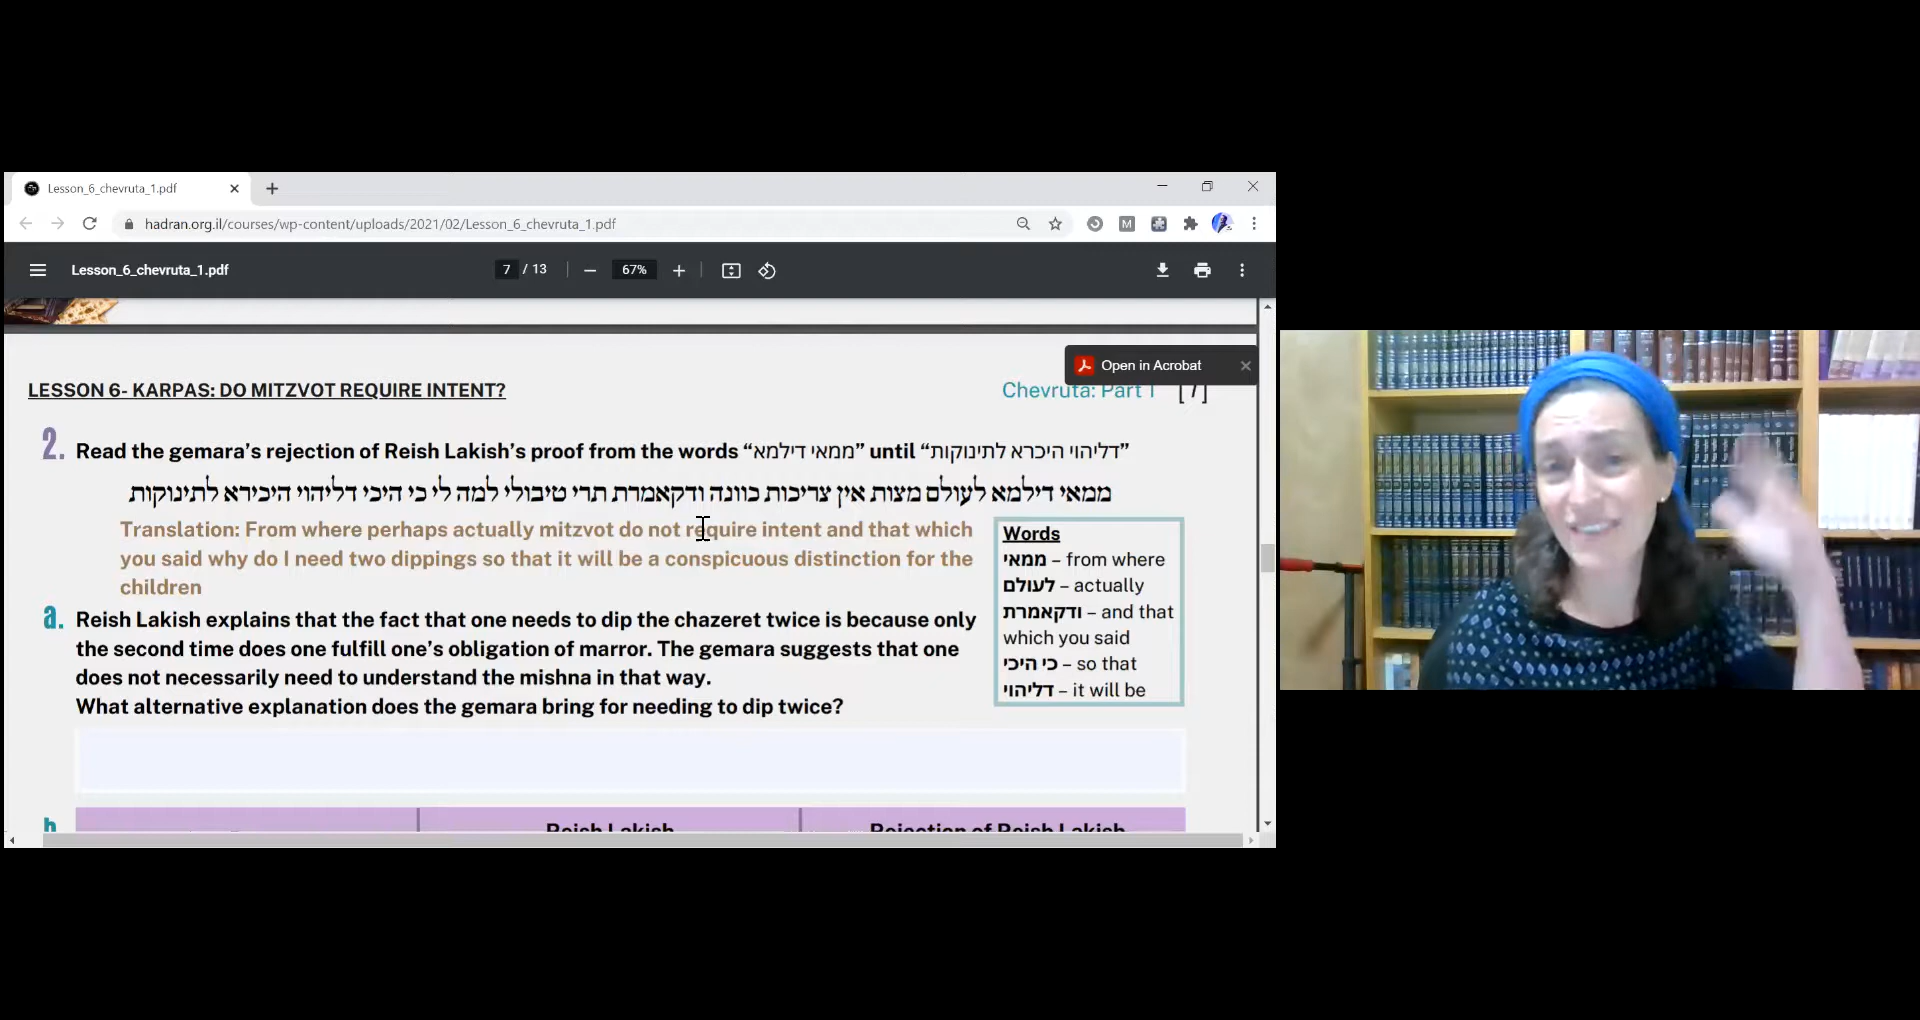 Lesson_6_chevruta_1.pdf
hadran.org.il/courses/wp-content/uploads/2021/02/Lesson_6_chevruta_1.pdf
M
Lesson_6_chevruta_1.pdf
7 / 13
67%
Open in Acrobat
LESSON 6- KARPAS: DO MITZVOT REQUIRE INTENT?
Chevruta: Part 1 [7]
2. Read the gemara’s rejection of Reish Lakish’s proof from the words “ממאי דילמא” until “דליהוי היכרא לתינוקות”
ממאי דילמא לעולם מצות אין צריכות כוונה ודקאמרת תרי טיבולי למה לי כי היכי דליהוי היכירא לתינוקות
Translation: From where perhaps actually mitzvot do not require intent and that which
you said why do I need two dippings so that it will be a conspicuous distinction for the
children
Words
ממאי – from where
לעולם – actually
ודקאמרת – and that
which you said
כי היכי – so that
דליהוי – it will be
a. Reish Lakish explains that the fact that one needs to dip the chazeret twice is because only
the second time does one fulfill one’s obligation of marror. The gemara suggests that one
does not necessarily need to understand the mishna in that way.
What alternative explanation does the gemara bring for needing to dip twice?
b
Reish Lakish
Rejection of Reish Lakish